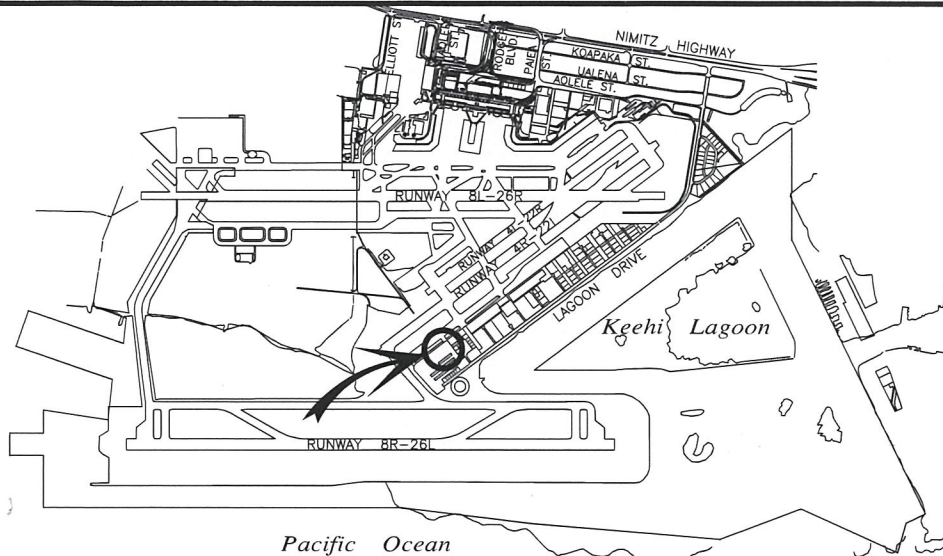 NIMITZ HIGHWAY
ELLIOTT S
ST.
RODGE
BLVD
PAIEA
ST.
KOAPAKA ST.
UALENA ST.
AOLELE ST.
RUNWAY 8L-26R
RUNWAY 4L-22R
RUNWAY 4R-22L
LAGOON DRIVE
Keehi Lagoon
RUNWAY 8R-26L
Pacific Ocean